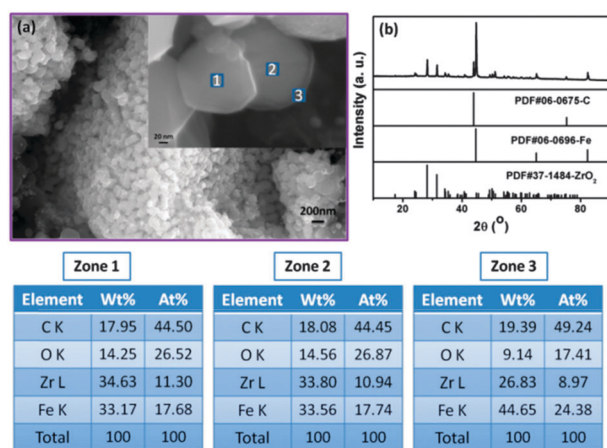 (a)
1
2
3
20 nm
200nm
(b)
Intensity (a. u.)
PDF#06-0675-C
PDF#06-0696-Fe
PDF#37-1484-ZrO₂
20 40 60 80
2θ (°)
Zone 1
Element Wt% At%
C K 17.95 44.50
O K 14.25 26.52
Zr L 34.63 11.30
Fe K 33.17 17.68
Total 100 100
Zone 2
Element Wt% At%
C K 18.08 44.45
O K 14.56 26.87
Zr L 33.80 10.94
Fe K 33.56 17.74
Total 100 100
Zone 3
Element Wt% At%
C K 19.39 49.24
O K 9.14 17.41
Zr L 26.83 8.97
Fe K 44.65 24.38
Total 100 100